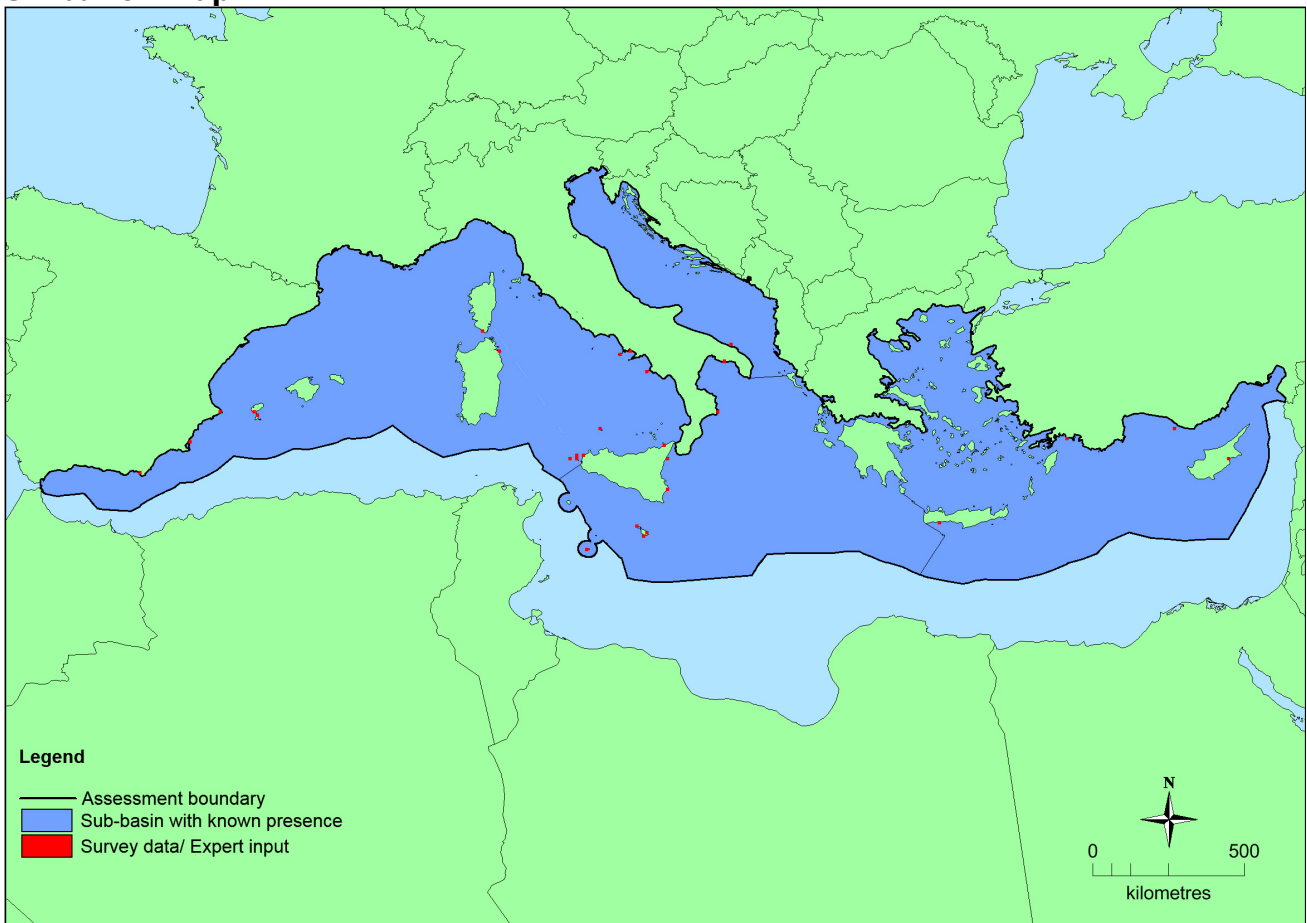 Legend
Assessment boundary
Sub-basin with known presence
Survey data/ Expert input
N
0 500
kilometres